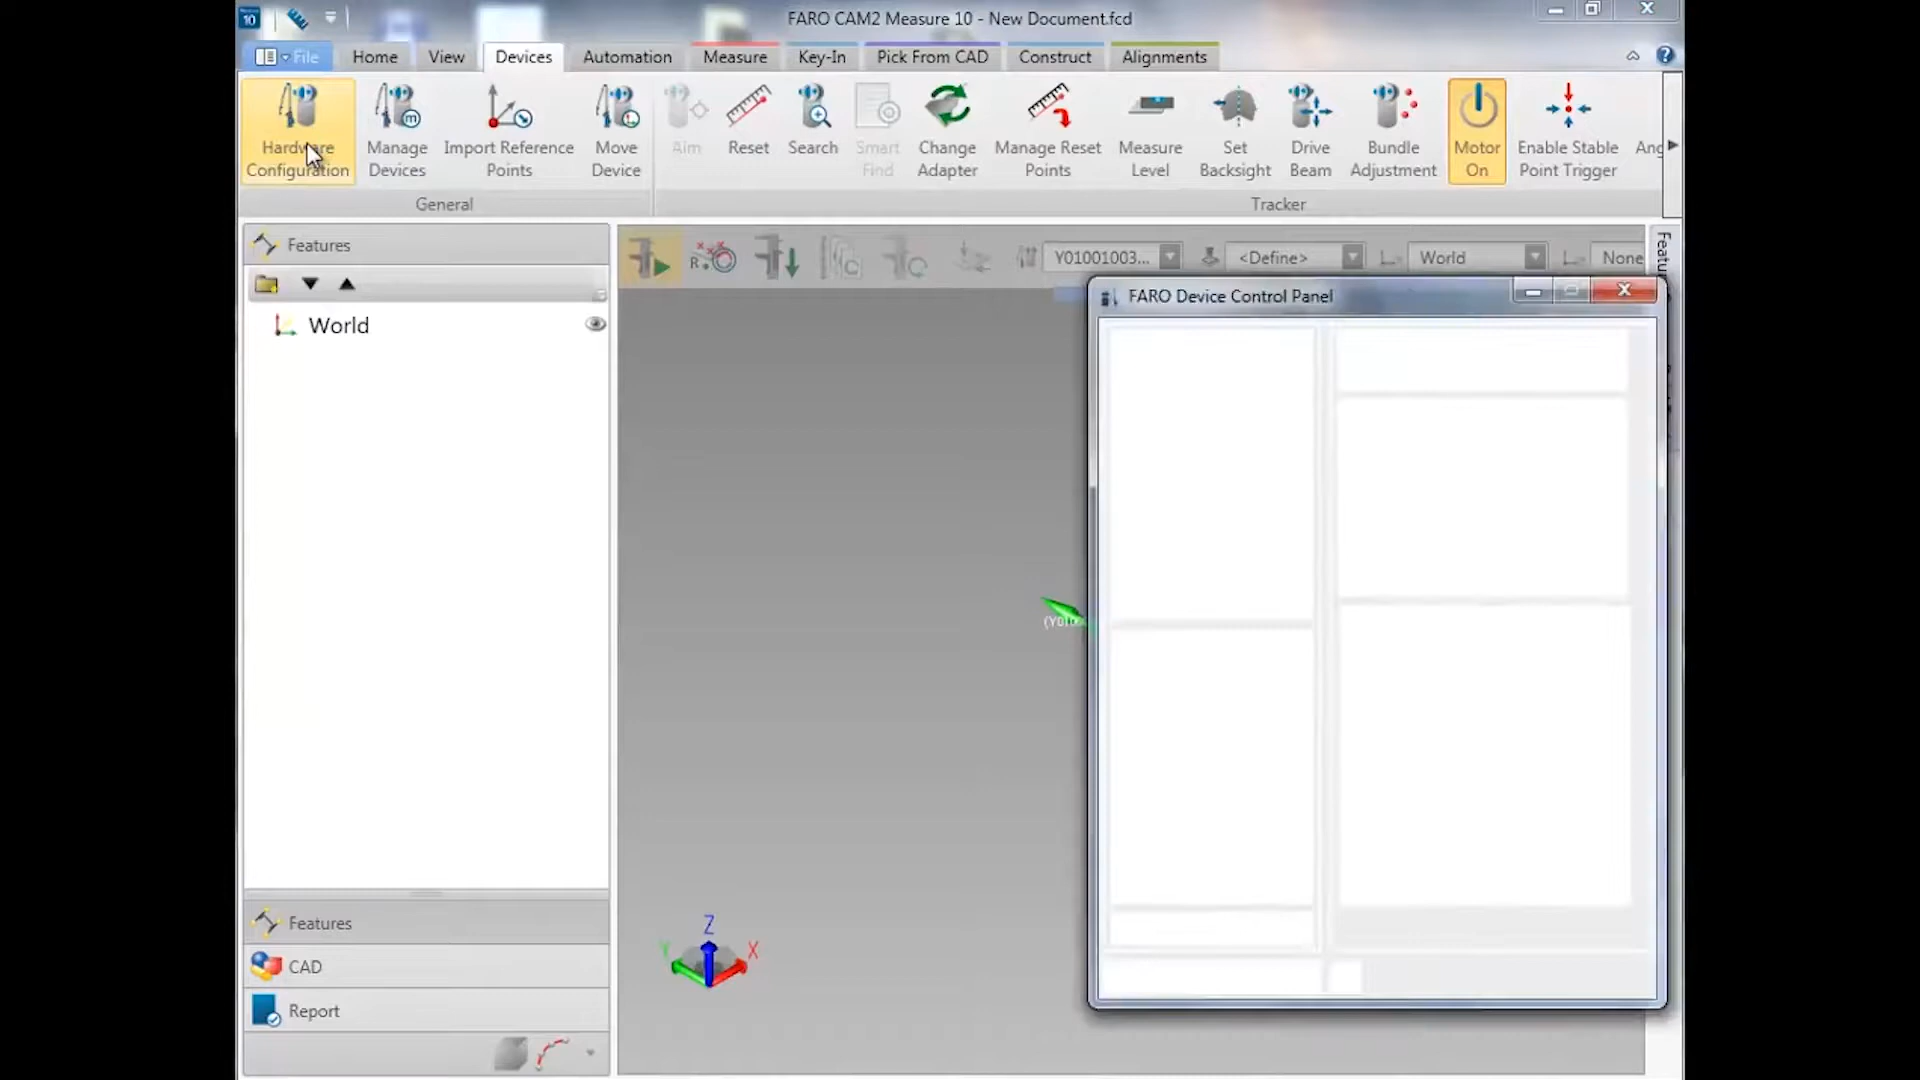 10
FARO CAM2 Measure 10 - New Document.fcd
File Home View Devices Automation Measure Key-In Pick From CAD Construct Alignments
Hardware Configuration
Manage Devices
Import Reference Points
Move Device
Aim
Reset
Search
Smart Find
Change Adapter
Manage Reset Points
Measure Level
Set Backsight
Drive Beam
Bundle Adjustment
Motor On
Enable Stable Point Trigger
Ang
General
Tracker
Features
World
Y01001003... <Define> World None
Featu
FARO Device Control Panel
Z
Y
X
Features
CAD
Report